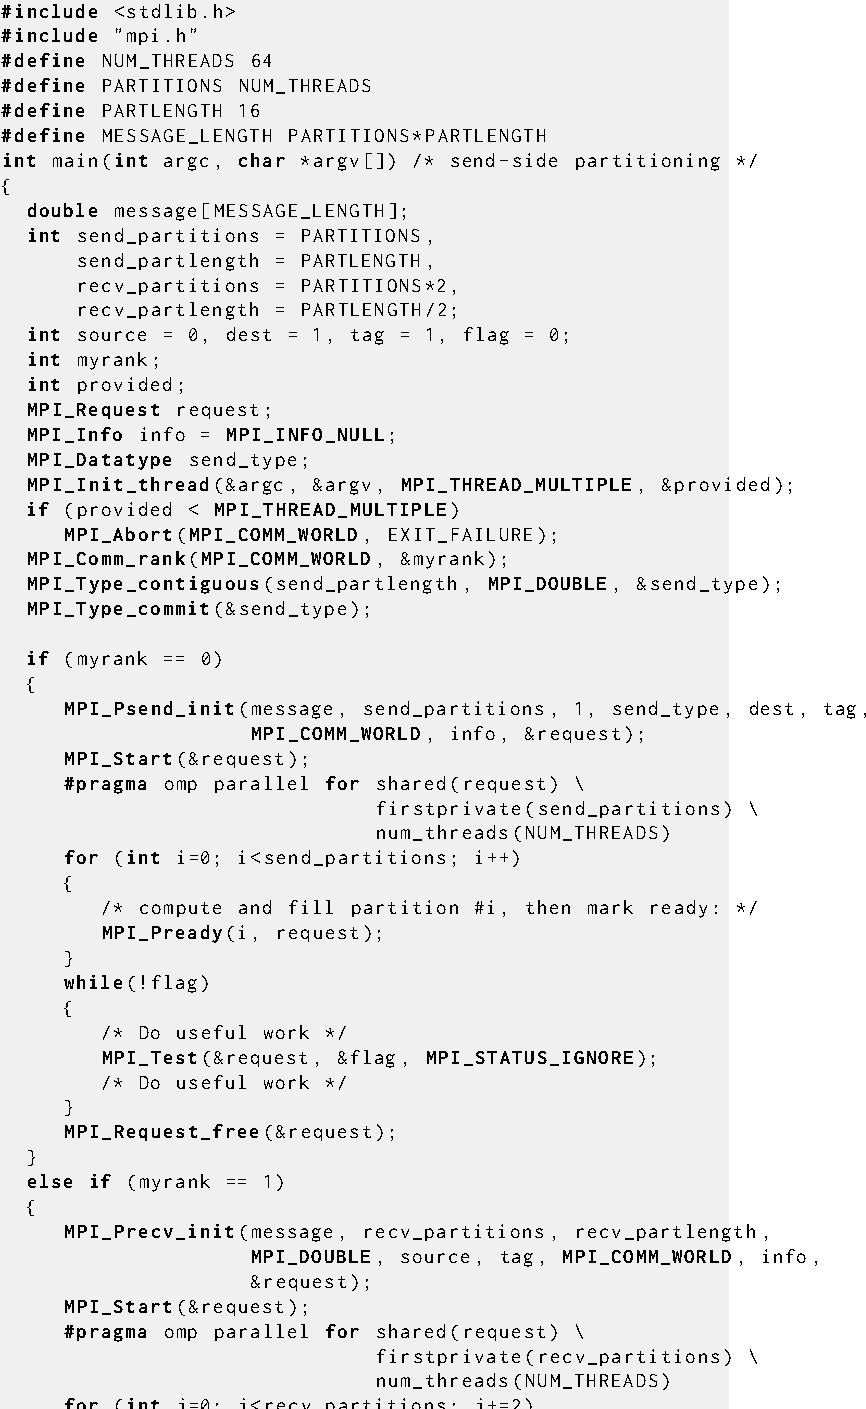 #include <stdlib.h>
#include "mpi.h"
#define NUM_THREADS 64
#define PARTITIONS NUM_THREADS
#define PARTLENGTH 16
#define MESSAGE_LENGTH PARTITIONS*PARTLENGTH
int main(int argc, char *argv[]) /* send-side partitioning */
{
  double message[MESSAGE_LENGTH];
  int send_partitions = PARTITIONS,
      send_partlength = PARTLENGTH,
      recv_partitions = PARTITIONS*2,
      recv_partlength = PARTLENGTH/2;
  int source = 0, dest = 1, tag = 1, flag = 0;
  int myrank;
  int provided;
  MPI_Request request;
  MPI_Info info = MPI_INFO_NULL;
  MPI_Datatype send_type;
  MPI_Init_thread(&argc, &argv, MPI_THREAD_MULTIPLE, &provided);
  if (provided < MPI_THREAD_MULTIPLE)
     MPI_Abort(MPI_COMM_WORLD, EXIT_FAILURE);
  MPI_Comm_rank(MPI_COMM_WORLD, &myrank);
  MPI_Type_contiguous(send_partlength, MPI_DOUBLE, &send_type);
  MPI_Type_commit(&send_type);

  if (myrank == 0)
  {
     MPI_Psend_init(message, send_partitions, 1, send_type, dest, tag,
                    MPI_COMM_WORLD, info, &request);
     MPI_Start(&request);
     #pragma omp parallel for shared(request) \
                              firstprivate(send_partitions) \
                              num_threads(NUM_THREADS)
     for (int i=0; i<send_partitions; i++)
     {
        /* compute and fill partition #i, then mark ready: */
        MPI_Pready(i, request);
     }
     while(!flag)
     {
        /* Do useful work */
        MPI_Test(&request, &flag, MPI_STATUS_IGNORE);
        /* Do useful work */
     }
     MPI_Request_free(&request);
  }
  else if (myrank == 1)
  {
     MPI_Precv_init(message, recv_partitions, recv_partlength,
                    MPI_DOUBLE, source, tag, MPI_COMM_WORLD, info,
                    &request);
     MPI_Start(&request);
     #pragma omp parallel for shared(request) \
                              firstprivate(recv_partitions) \
                              num_threads(NUM_THREADS)
     for (int i=0; i<recv_partitions; i+=2)